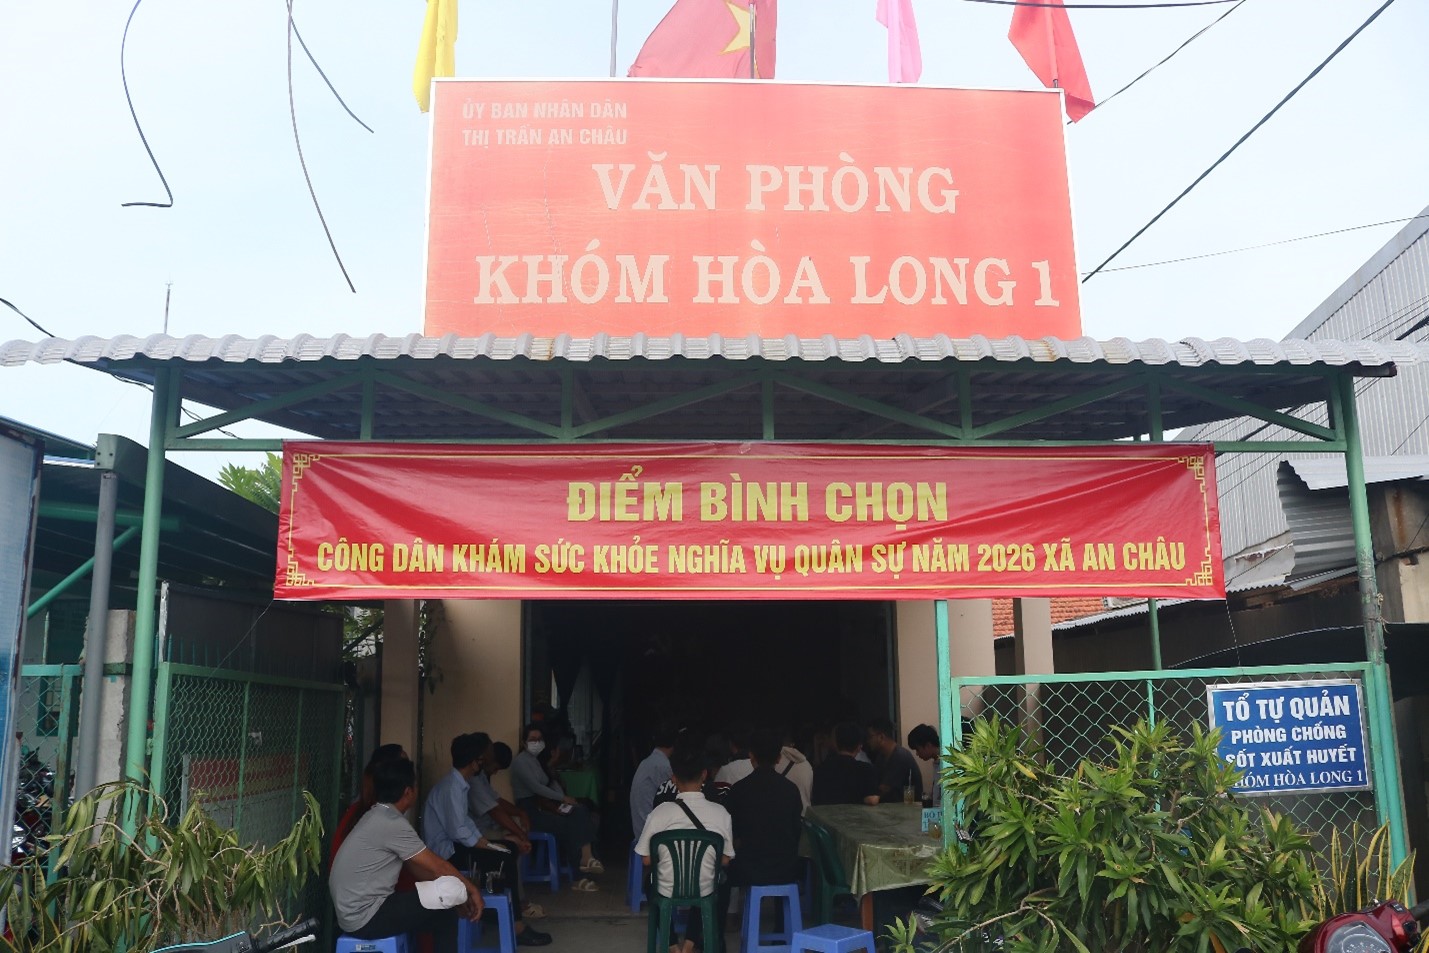 ỦY BAN NHÂN DÂN
THỊ TRẤN AN CHÂU
VĂN PHÒNG
KHÓM HÒA LONG 1
ĐIỂM BÌNH CHỌN
CÔNG DÂN KHÁM SỨC KHỎE NGHĨA VỤ QUÂN SỰ NĂM 2026 XÃ AN CHÂU
TỔ TỰ QUẢN
PHÒNG CHỐNG
SỐT XUẤT HUYẾT
KHÓM HÒA LONG 1